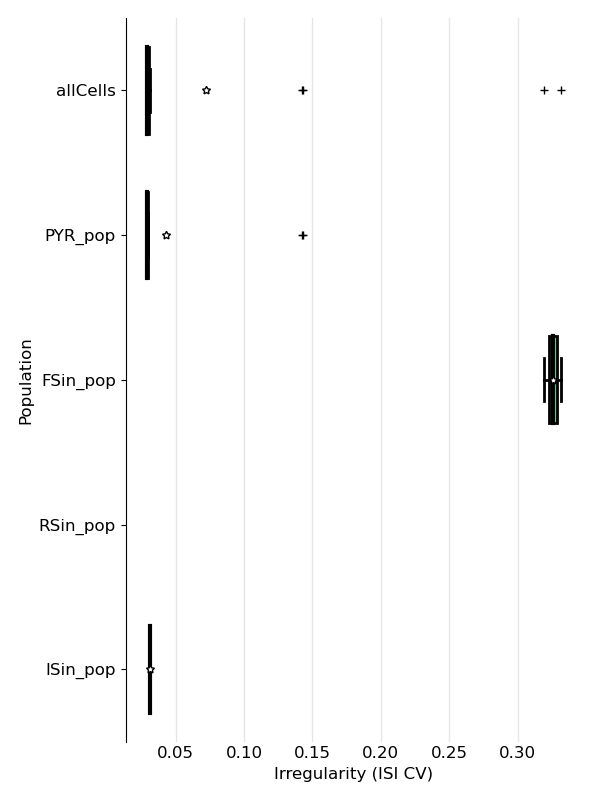 allCells
PYR_pop
FSin_pop
RSin_pop
ISin_pop
Population
0.05 0.10 0.15 0.20 0.25 0.30
Irregularity (ISI CV)